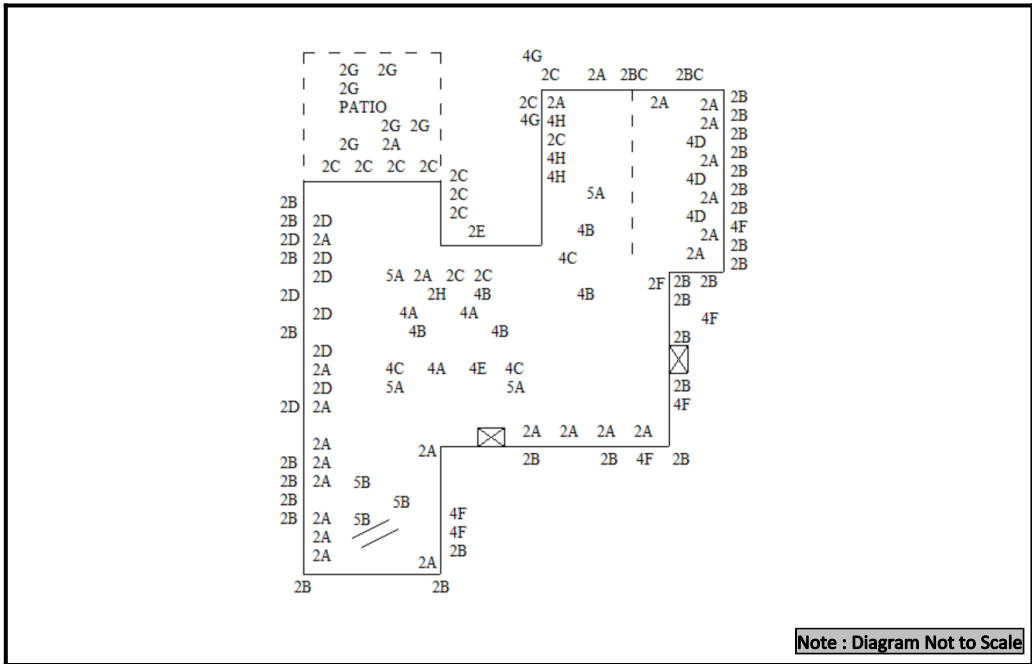 4G
2G 2G 2C 2A 2BC 2BC
2G 2C 2A 2A 2A 2B
PATIO 4G 4H 2A 2B
2G 2G 2C 4D 2B
2G 2A 4H 2A 2B
2C 2C 2C 2C 2C 4H 4D 2B
2B 2C 5A 2A 2B
2B 2D 2C 4D 2B
2D 2A 2E 4B 2A 4F
2B 2D 4C 2A 2B
2B
2D 5A 2A 2C 2C 2F 2B 2B
2D 2H 4B 4B 2B
2D 4A 4A 4F
2B 4B 4B 2B
2D
2A 4C 4A 4E 4C
2D 5A 5A 2B
2D 2A 4F
2A 2A 2A 2A 2A 2A
2B 2A 2B 2B 4F 2B
2B 2A 5B
2B 5B
2B 2A 5B 4F
2A 4F
2A 2A 2B
2B 2B
Note : Diagram Not to Scale